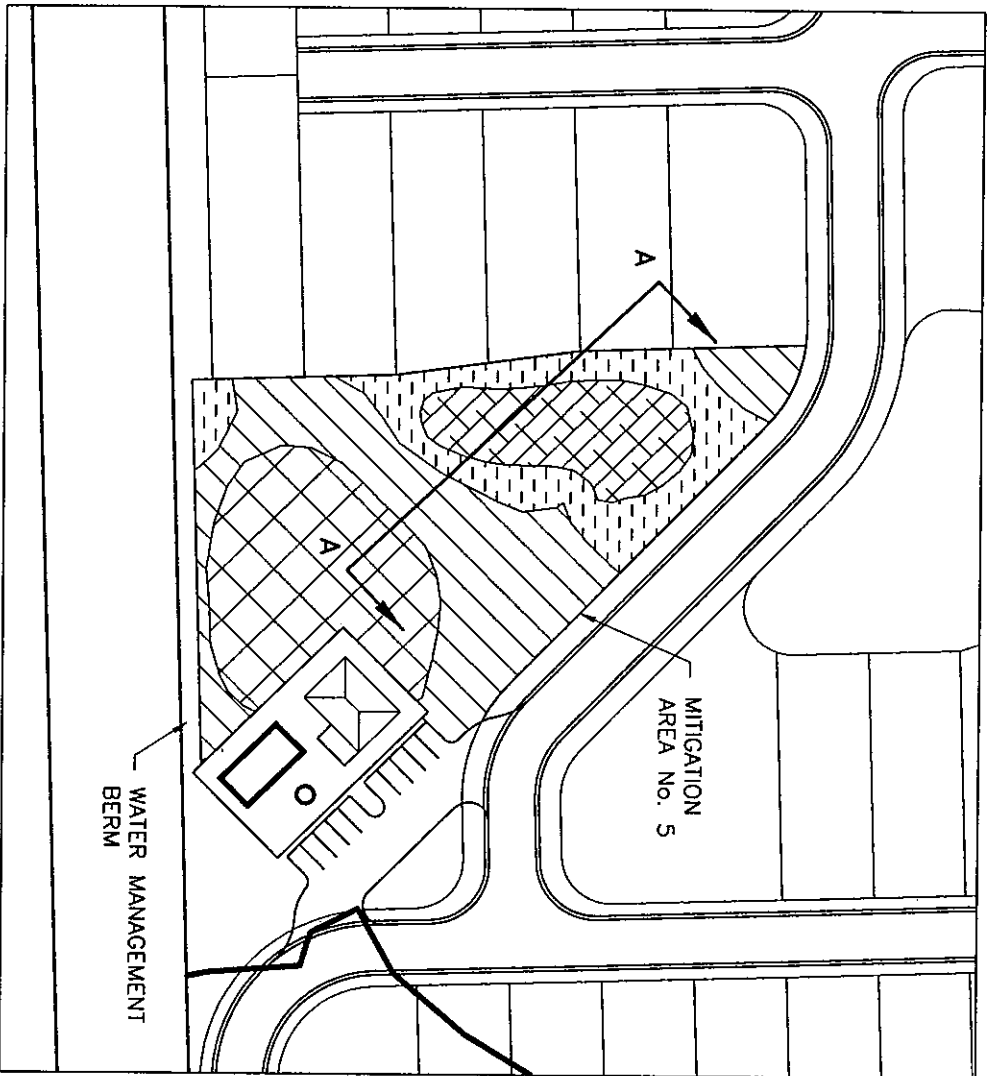 A
A
MITIGATION
AREA No. 5
WATER MANAGEMENT
BERM